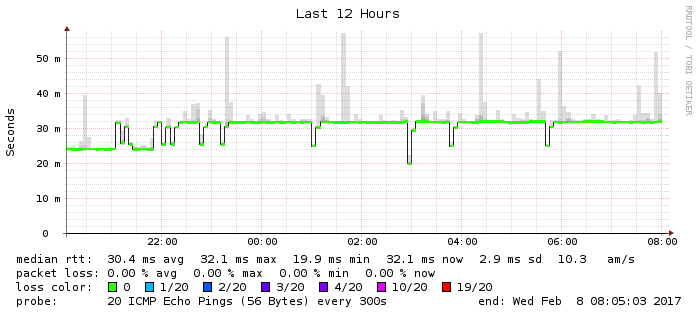 Last 12 Hours
RRDTOOL / TOBI OETIKER
Seconds
50 m
40 m
30 m
20 m
10 m
0
22:00 00:00 02:00 04:00 06:00 08:00
median rtt: 30.4 ms avg 32.1 ms max 19.9 ms min 32.1 ms now 2.9 ms sd 10.3 am/s
packet loss: 0.00 % avg 0.00 % max 0.00 % min 0.00 % now
loss color: 0 1/20 2/20 3/20 4/20 10/20 19/20
probe: 20 ICMP Echo Pings (56 Bytes) every 300s end: Wed Feb 8 08:05:03 2017